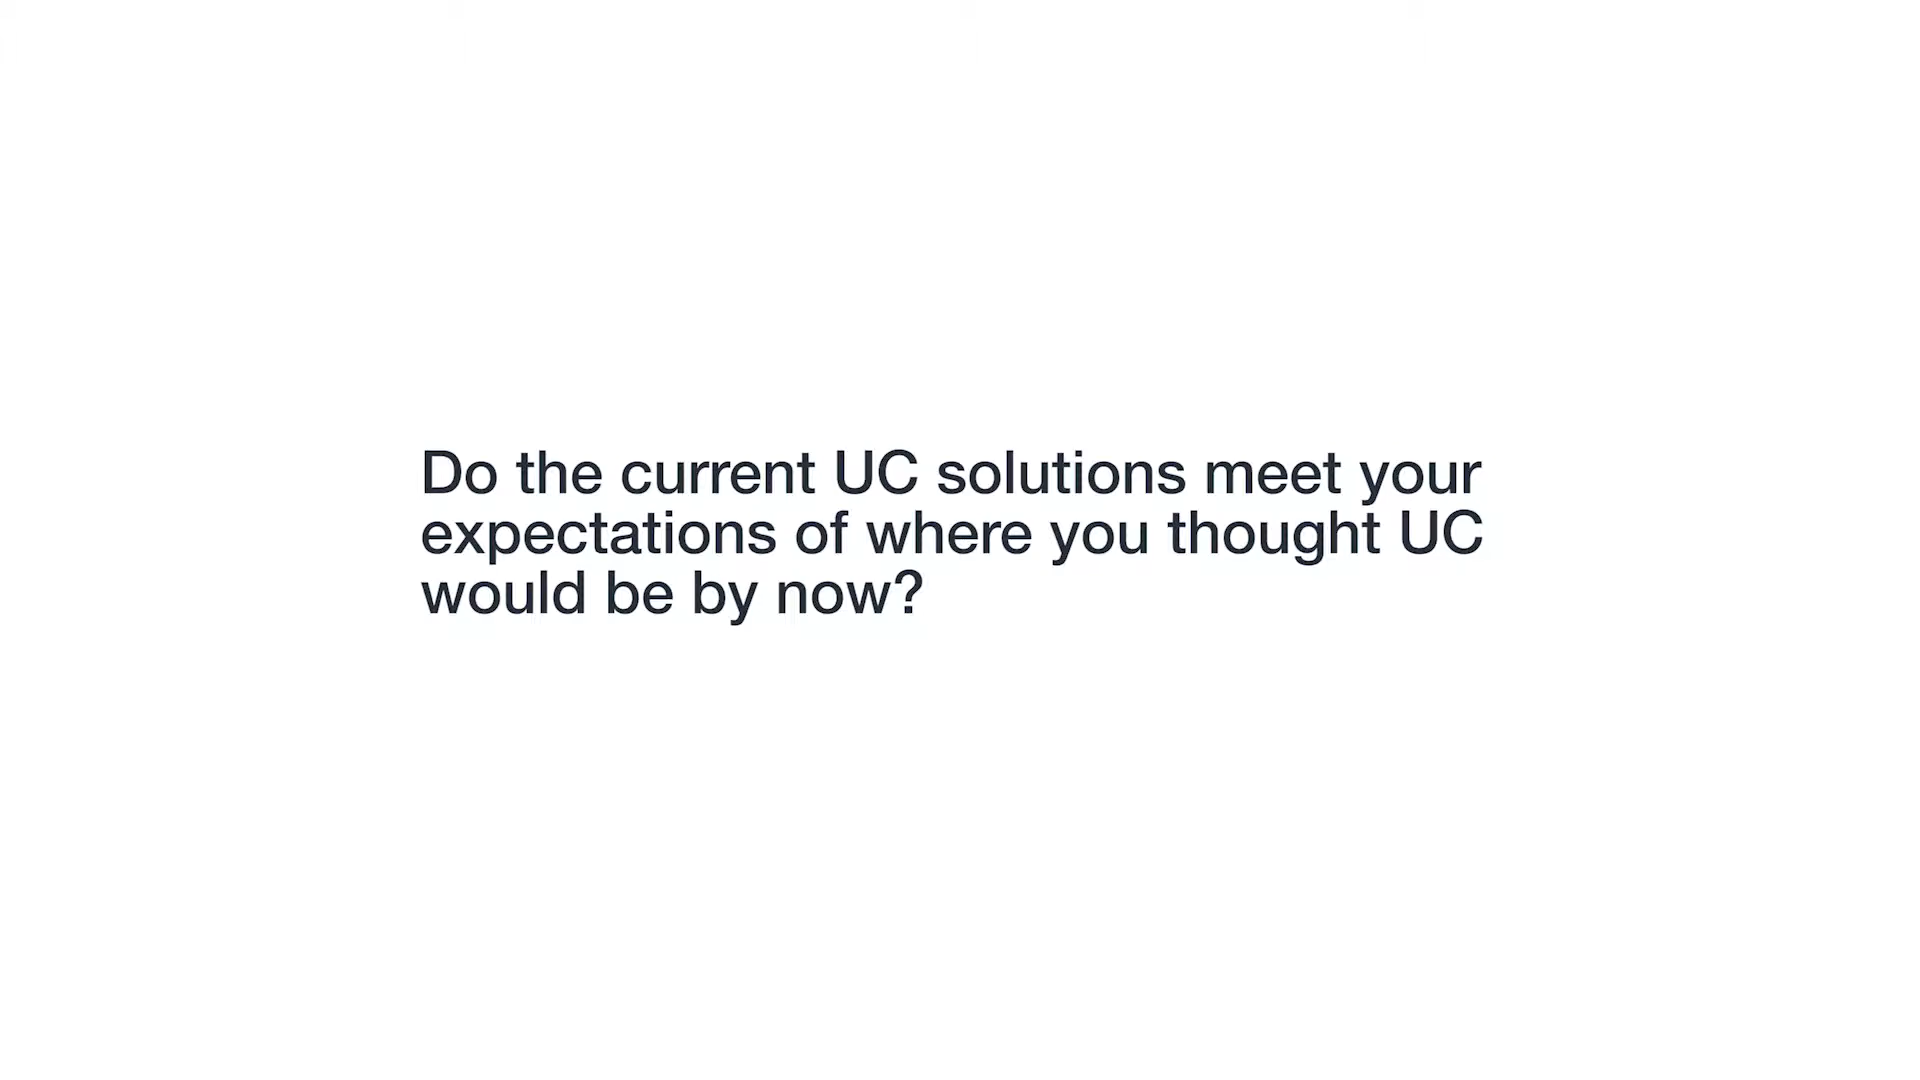 Do the current UC solutions meet your
expectations of where you thought UC
would be by now?